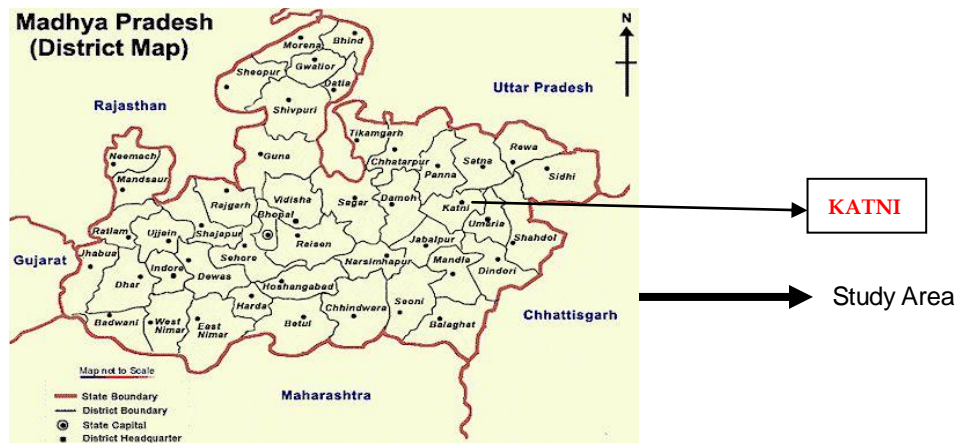 Madhya Pradesh
(District Map)
N
Bhind
Morena
Gwalior
Sheopur
Datia
Shivpuri
Uttar Pradesh
Rajasthan
Tikamgarh
Rewa
Neemach
Guna
Chhatarpur
Satna
Panna
Sidhi
Mandsaur
Rajgarh
Vidisha
Sagar
Damoh
Katni
KATNI
Bhopal
Umaria
Ratlam
Ujjain
Shajapur
Raisen
Jabalpur
Shahdol
Gujarat
Jhabua
Sehore
Narsimhapur
Mandla
Dindori
Indore
Dewas
Dhar
Hoshangabad
Harda
Chhindwara
Seoni
Study Area
Chhattisgarh
Badwani
West
Nimar
East
Nimar
Betul
Balaghat
Map not to Scale
Maharashtra
State Boundary
District Boundary
State Capital
District Headquarter